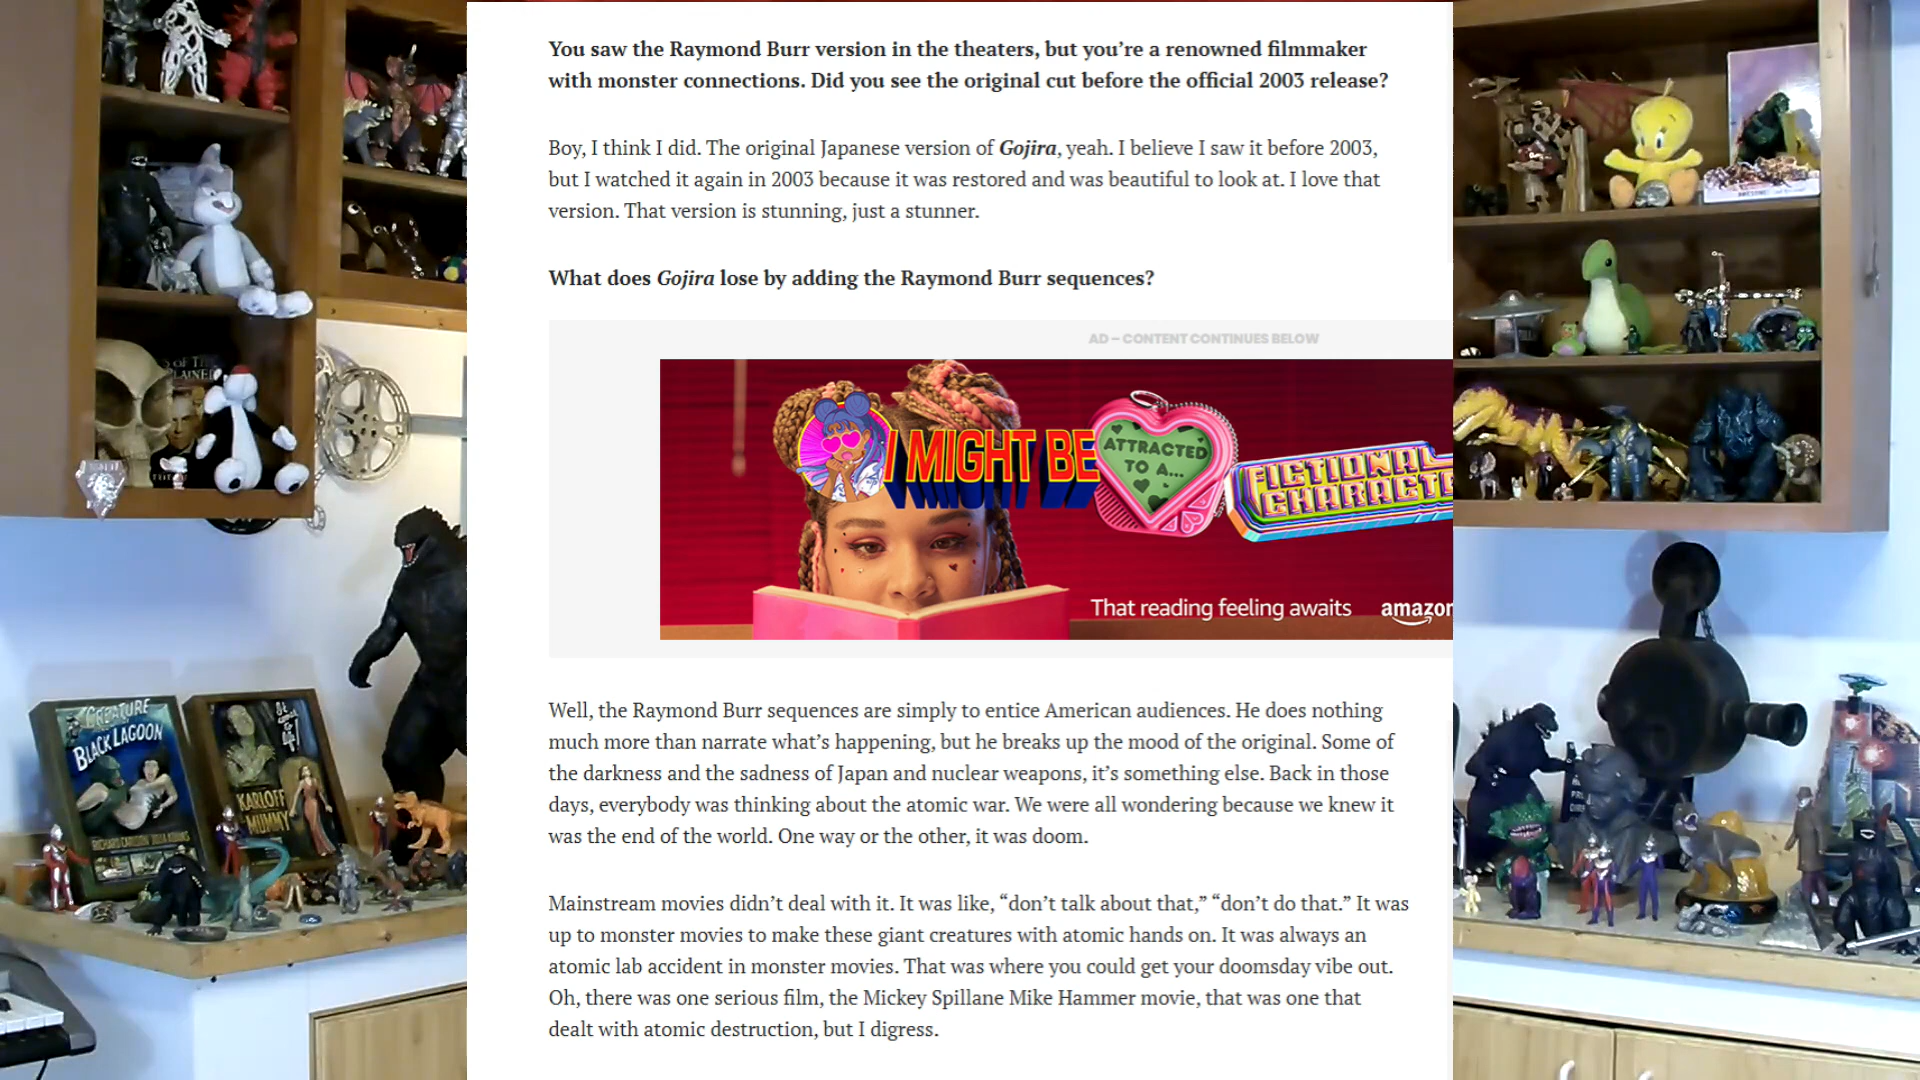 You saw the Raymond Burr version in the theaters, but you’re a renowned filmmaker
with monster connections. Did you see the original cut before the official 2003 release?
Boy, I think I did. The original Japanese version of Gojira, yeah. I believe I saw it before 2003,
but I watched it again in 2003 because it was restored and was beautiful to look at. I love that
version. That version is stunning, just a stunner.
What does Gojira lose by adding the Raymond Burr sequences?
AD – CONTENT CONTINUES BELOW
I MIGHT BE
ATTRACTED
TO A...
FICTIONAL
CHARACTE
That reading feeling awaits
amazon
Well, the Raymond Burr sequences are simply to entice American audiences. He does nothing
much more than narrate what’s happening, but he breaks up the mood of the original. Some of
the darkness and the sadness of Japan and nuclear weapons, it’s something else. Back in those
days, everybody was thinking about the atomic war. We were all wondering because we knew it
was the end of the world. One way or the other, it was doom.
Mainstream movies didn’t deal with it. It was like, “don’t talk about that,” “don’t do that.” It was
up to monster movies to make these giant creatures with atomic hands on. It was always an
atomic lab accident in monster movies. That was where you could get your doomsday vibe out.
Oh, there was one serious film, the Mickey Spillane Mike Hammer movie, that was one that
dealt with atomic destruction, but I digress.
CREATURE
BLACK LAGOON
RICHARD CARLSON JULIA ADAMS
KARLOFF
MUMMY